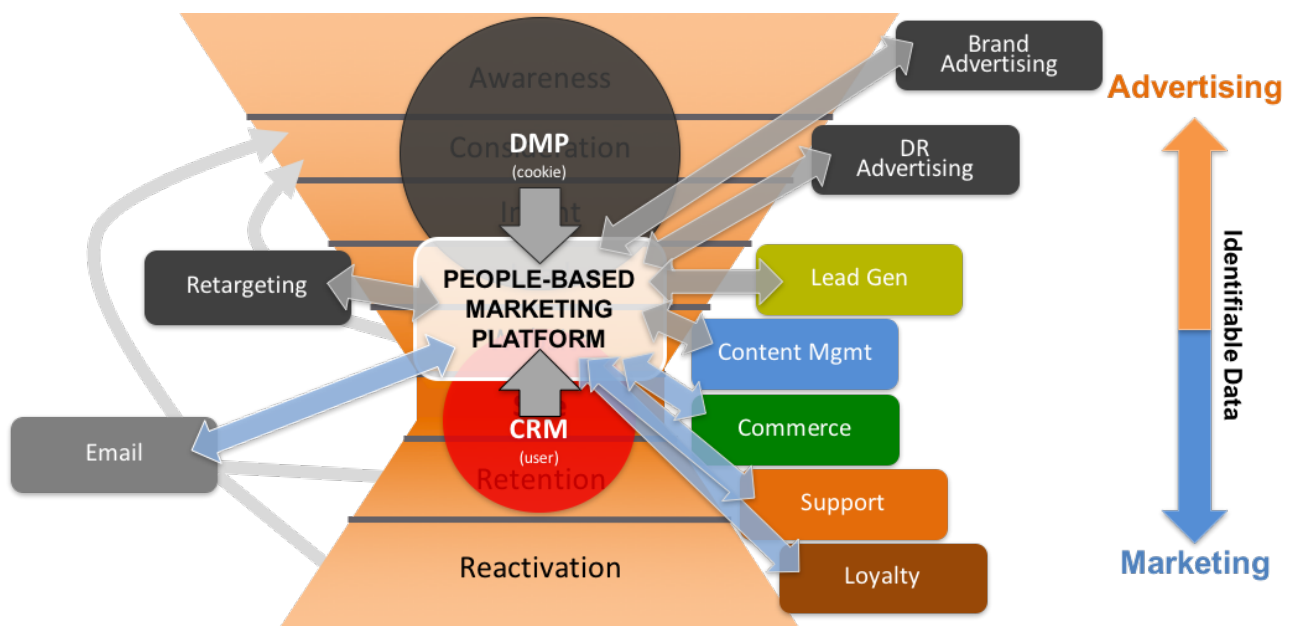 Brand
Advertising
Advertising
Awareness
DMP
Consideration
(cookie)
DR
Advertising
Intent
Retargeting
PEOPLE-BASED
MARKETING
PLATFORM
Lead Gen
Content Mgmt
Identifiable Data
Sale
CRM
(user)
Commerce
Email
Retention
Support
Reactivation
Loyalty
Marketing